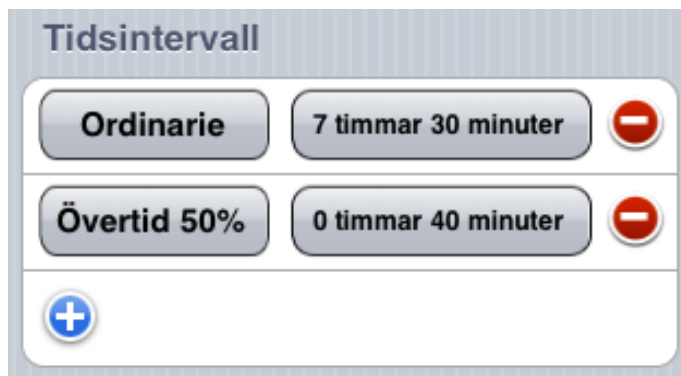 Tidsintervall
Ordinarie 7 timmar 30 minuter
Övertid 50% 0 timmar 40 minuter